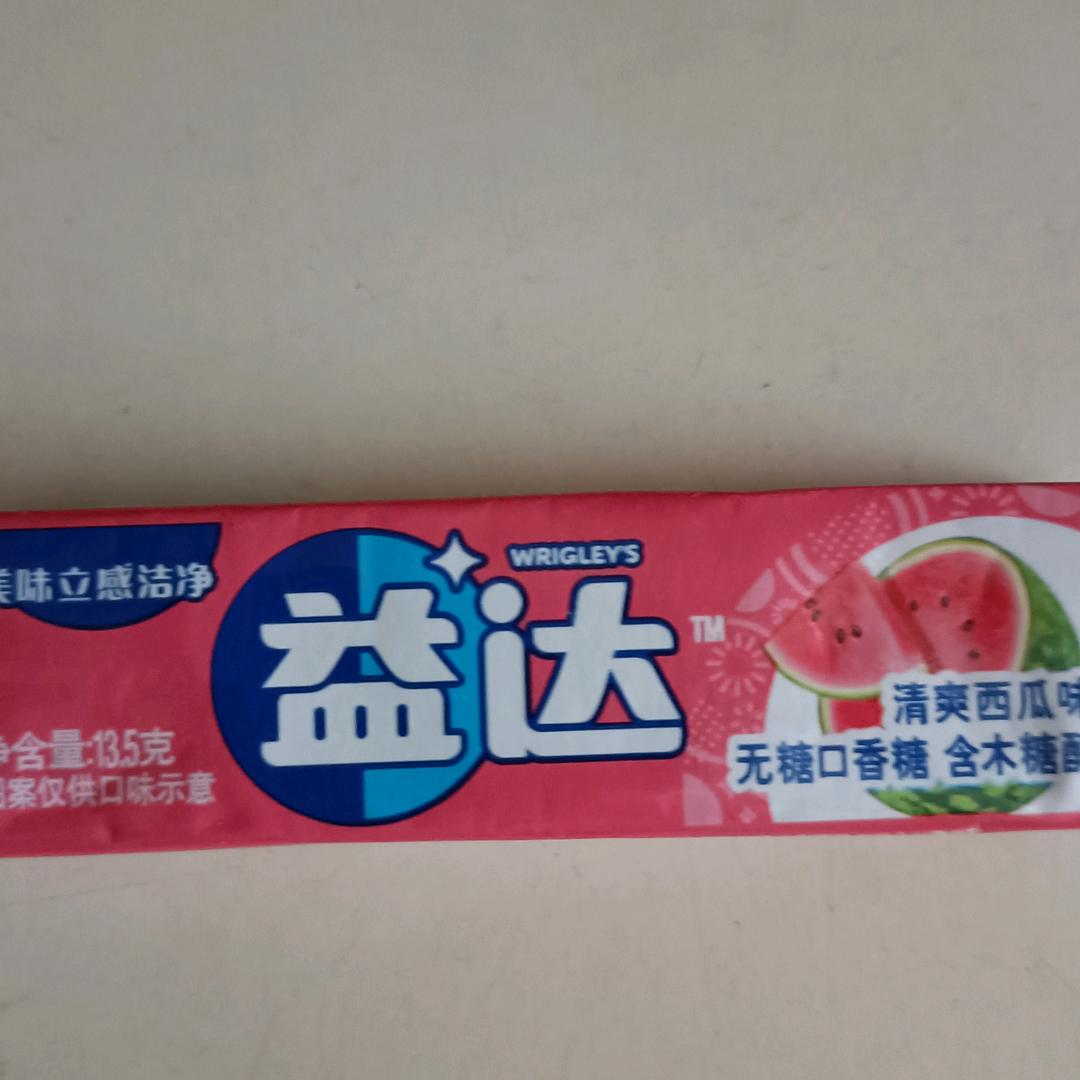 美味立感洁净
WRIGLEY'S
益达 TM
净含量:13.5克
图案仅供口味示意
清爽西瓜味
无糖口香糖 含木糖醇